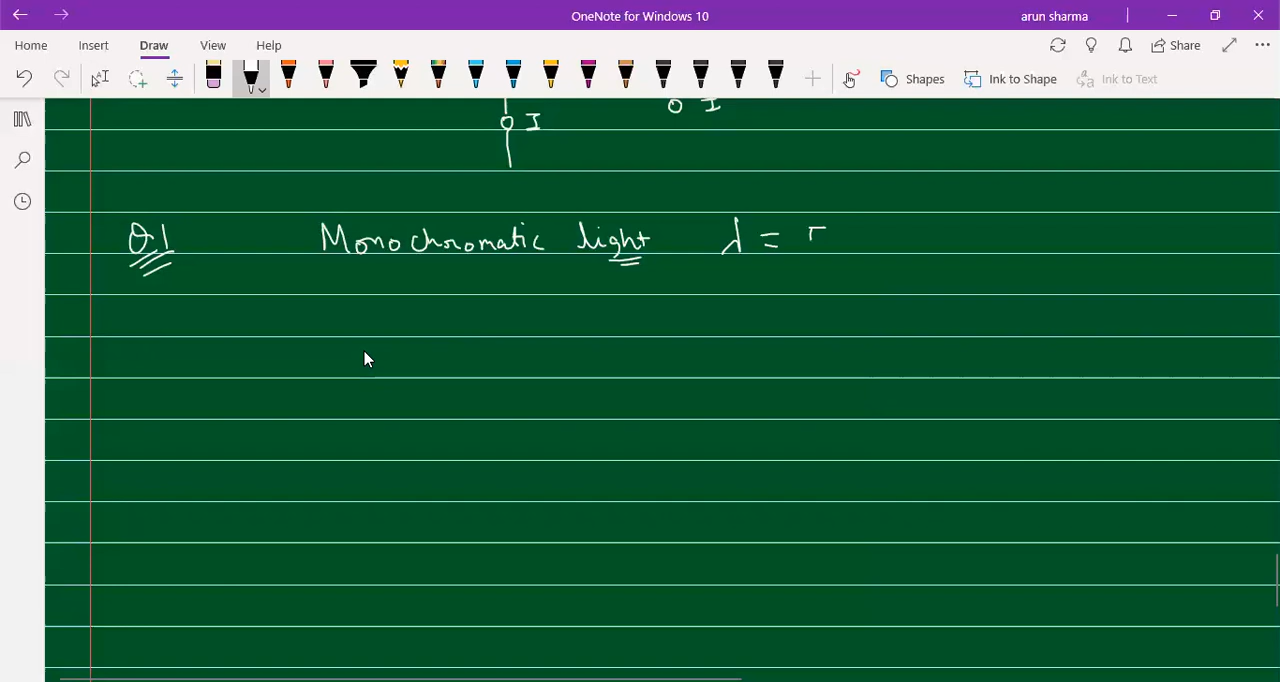 OneNote for Windows 10
arun sharma
Home Insert Draw View Help
Share
Shapes Ink to Shape Ink to Text
I I
Q.1 Monochromatic light λ =